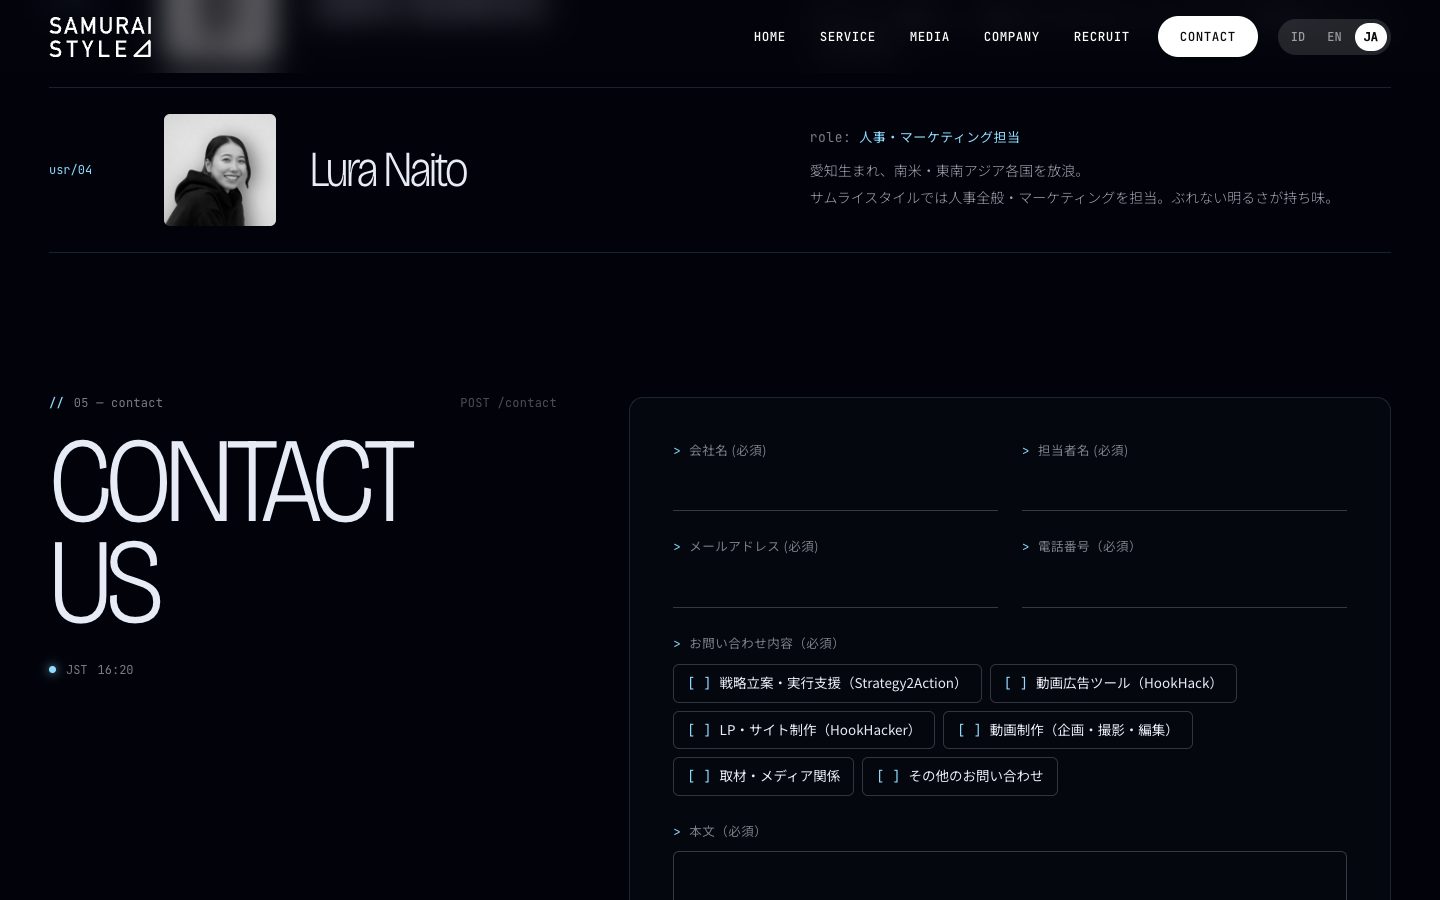 SAMURAI
STYLE
HOME SERVICE MEDIA COMPANY RECRUIT CONTACT ID EN JA
usr/04
Lura Naito
role: 人事・マーケティング担当
愛知生まれ、南米・東南アジア各国を放浪。
サムライスタイルでは人事全般・マーケティングを担当。ぶれない明るさが持ち味。
// 05 — contact
POST /contact
CONTACT
US
JST 16:20
> 会社名 (必須)
> 担当者名 (必須)
> メールアドレス (必須)
> 電話番号（必須）
> お問い合わせ内容（必須）
[ ] 戦略立案・実行支援（Strategy2Action）
[ ] 動画広告ツール（HookHack）
[ ] LP・サイト制作（HookHacker）
[ ] 動画制作（企画・撮影・編集）
[ ] 取材・メディア関係
[ ] その他のお問い合わせ
> 本文（必須）